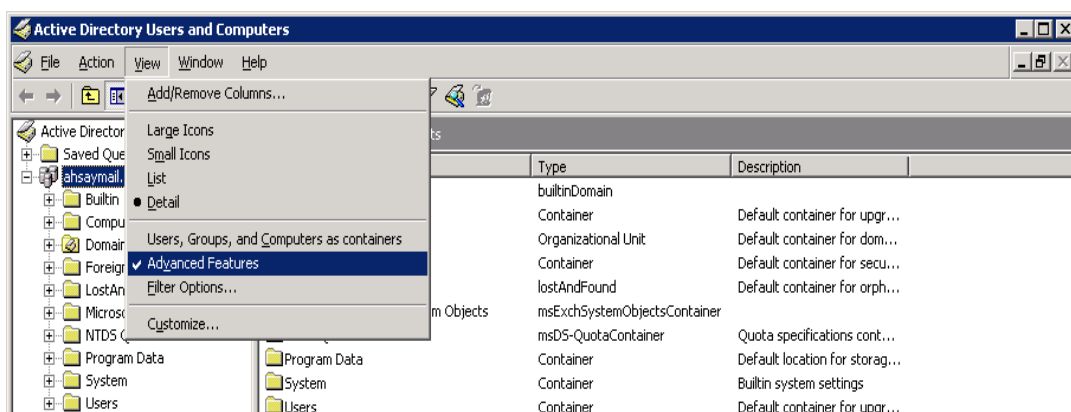 Active Directory Users and Computers
File Action View Window Help
Add/Remove Columns...
Large Icons
Small Icons
List
Detail
Users, Groups, and Computers as containers
Advanced Features
Filter Options...
Customize...
Active Director
Saved Que
ahsaymail.
Builtin
Compu
Domair
Foreigr
LostAn
Microso
NTDS Q
Program Data
System
Users
ts
Type Description
builtinDomain
Container Default container for upgr...
Organizational Unit Default container for dom...
Container Default container for secu...
lostAndFound Default container for orph...
m Objects msExchSystemObjectsContainer
msDS-QuotaContainer Quota specifications cont...
Program Data Container Default location for storag...
System Container Builtin system settings
Users Container Default container for upgr...